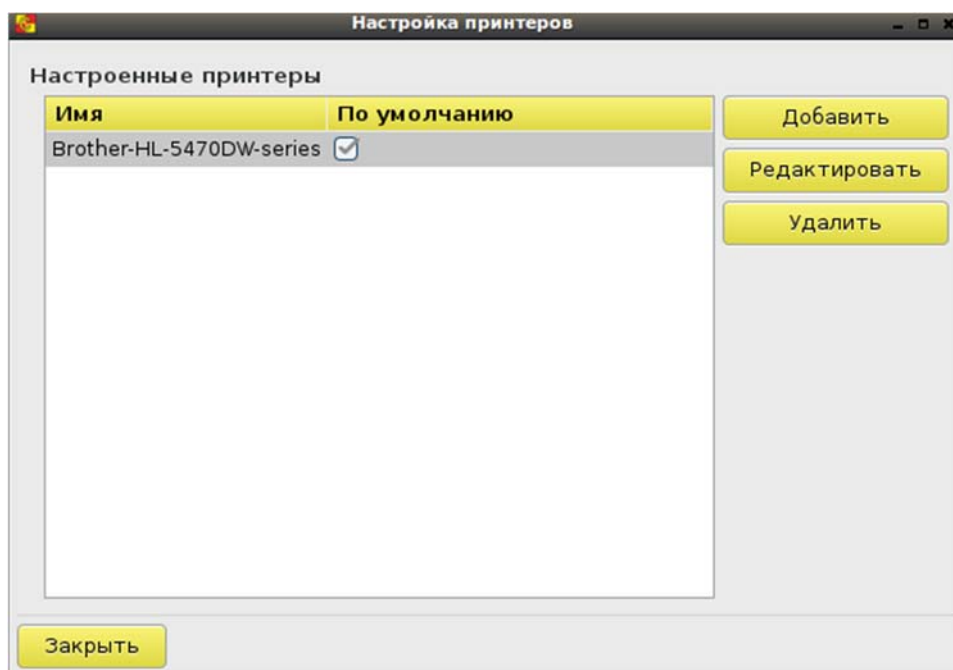 Настройка принтеров
Настроенные принтеры
Имя По умолчанию
Brother-HL-5470DW-series
Добавить
Редактировать
Удалить
Закрыть